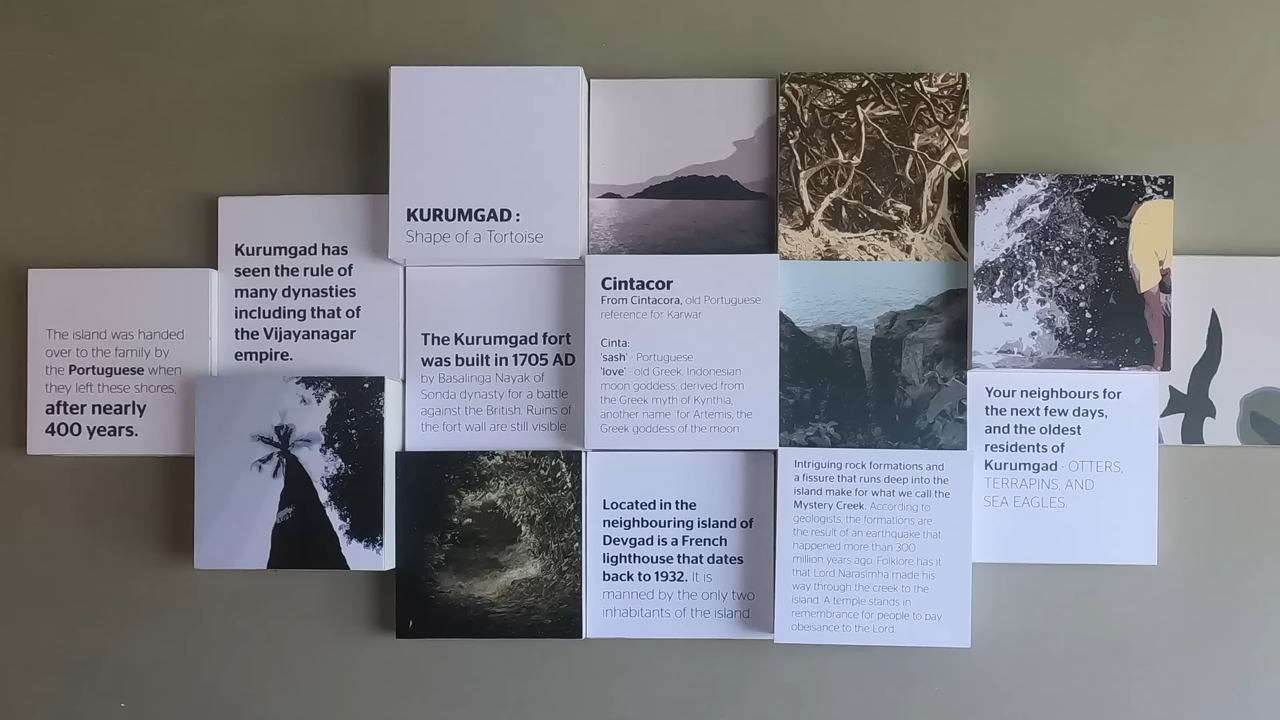 KURUMGAD :
Shape of a Tortoise
Kurumgad has
seen the rule of
many dynasties
including that of
the Vijayanagar
empire.
The island was handed
over to the family by
the Portuguese when
they left these shores,
after nearly
400 years.
The Kurumgad fort
was built in 1705 AD
by Basalinga Nayak of
Sonda dynasty for a battle
against the British. Ruins of
the fort wall are still visible.
Cintacor
From Cintacora, old Portuguese
reference for Karwar
Cinta:
'sash' - Portuguese
'love' - old Greek, Indonesian
moon goddess; derived from
the Greek myth of Kynthia,
another name for Artemis, the
Greek goddess of the moon
Located in the
neighbouring island of
Devgad is a French
lighthouse that dates
back to 1932. It is
manned by the only two
inhabitants of the island.
Intriguing rock formations and
a fissure that runs deep into the
island make for what we call the
Mystery Creek. According to
geologists, the formations are
the result of an earthquake that
happened more than 300
million years ago. Folklore has it
that Lord Narasimha made his
way through the creek to the
island. A temple stands in
remembrance for people to pay
obeisance to the Lord.
Your neighbours for
the next few days,
and the oldest
residents of
Kurumgad - OTTERS,
TERRAPINS, AND
SEA EAGLES.